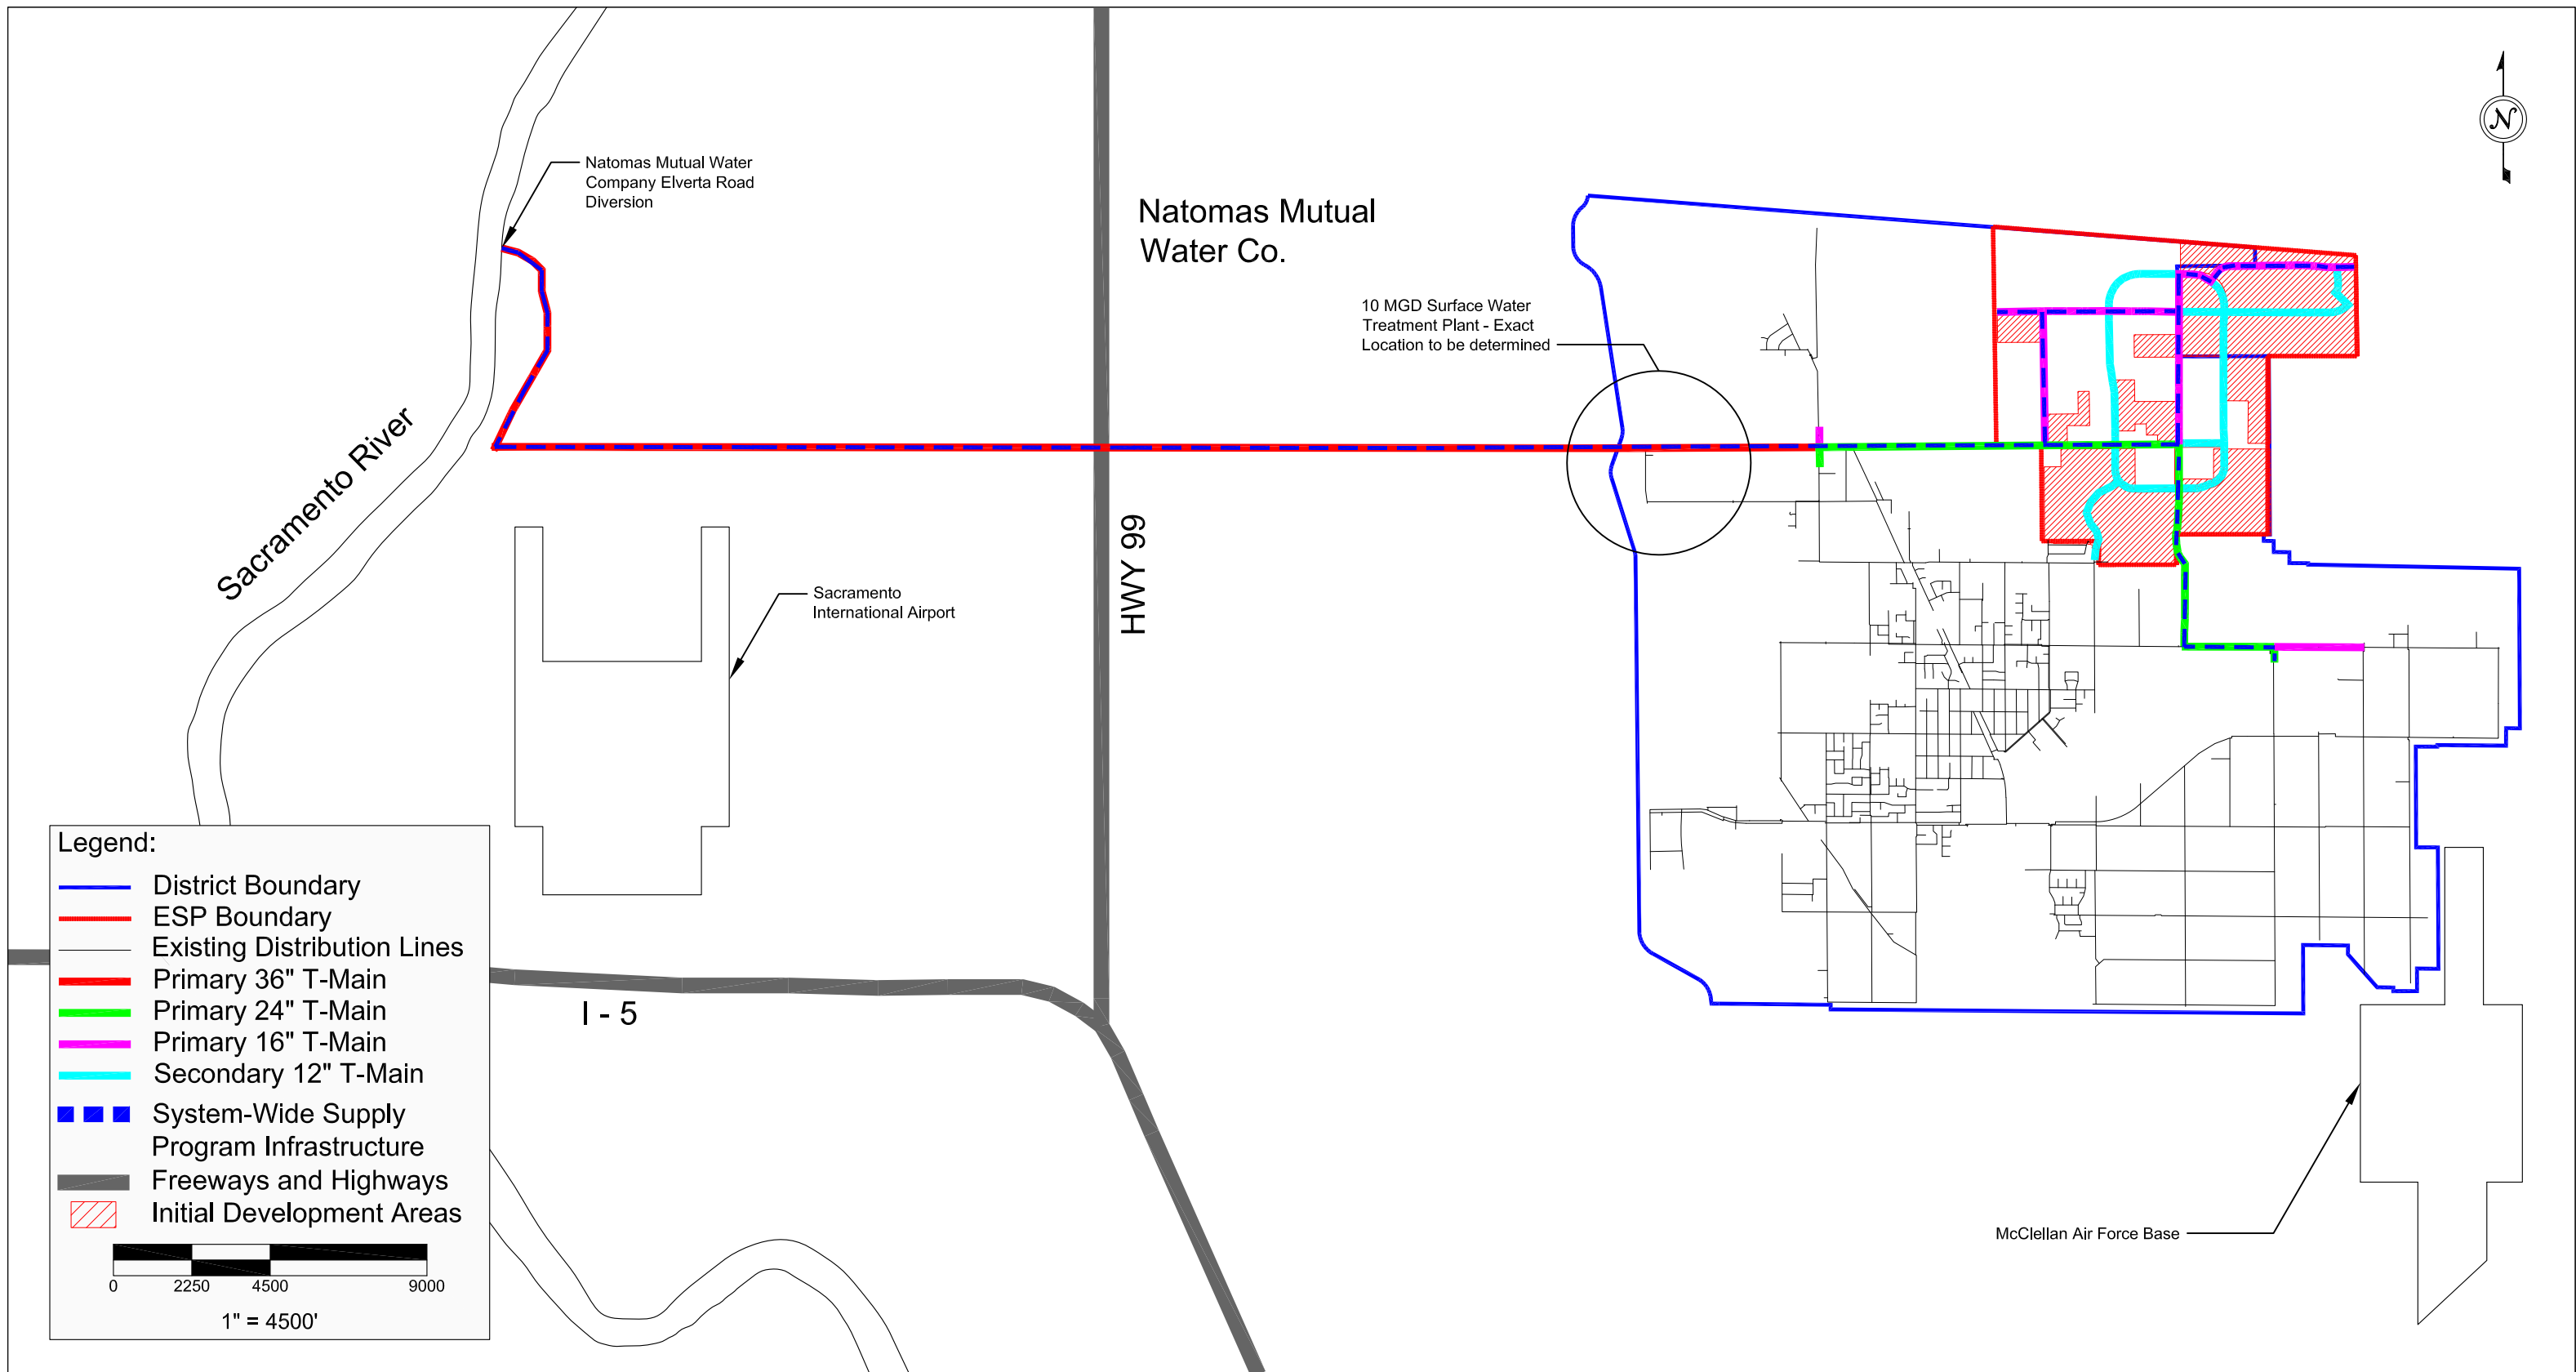 Natomas Mutual Water
Company Elverta Road
Diversion
Natomas Mutual
Water Co.
N
10 MGD Surface Water
Treatment Plant - Exact
Location to be determined
Sacramento River
HWY 99
Sacramento
International Airport
I - 5
McClellan Air Force Base
Legend:
District Boundary
ESP Boundary
Existing Distribution Lines
Primary 36" T-Main
Primary 24" T-Main
Primary 16" T-Main
Secondary 12" T-Main
System-Wide Supply
Program Infrastructure
Freeways and Highways
Initial Development Areas
0 2250 4500 9000
1" = 4500'